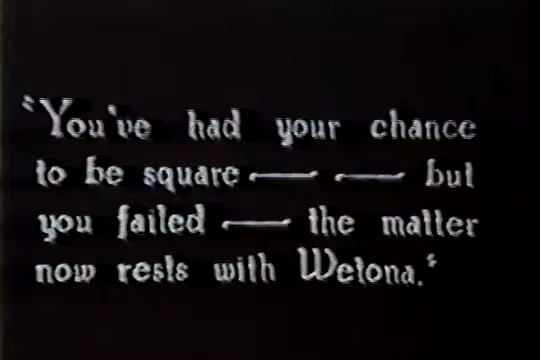 "You've had your chance
to be square — — but
you failed — the matter
now rests with Wetona."